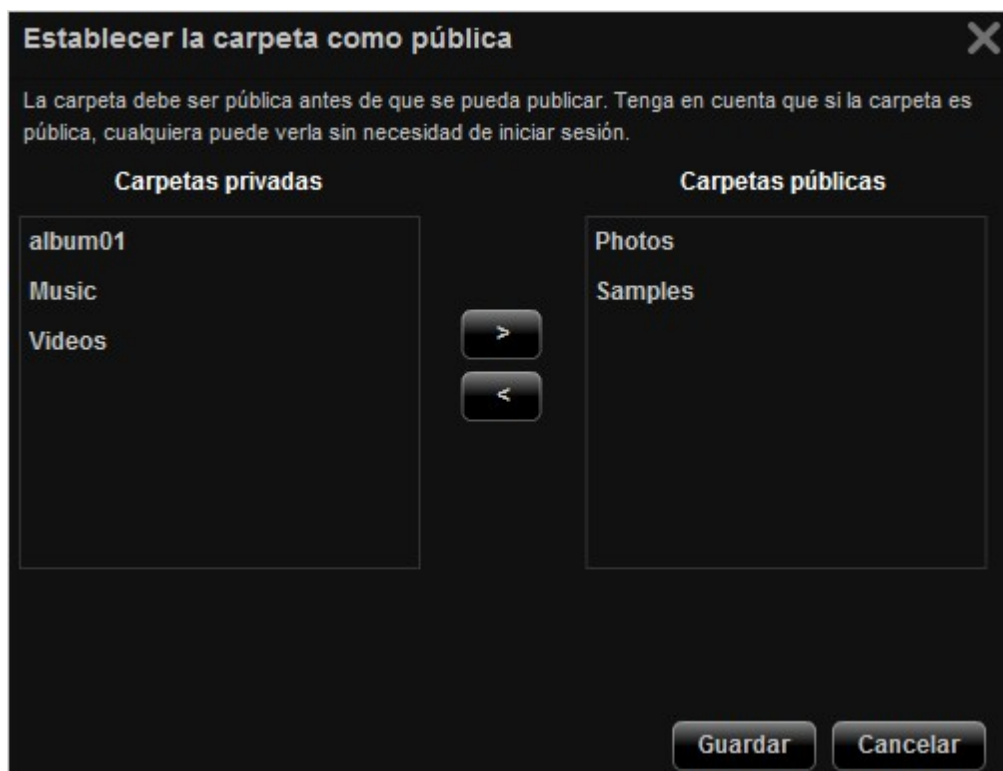 Establecer la carpeta como pública
La carpeta debe ser pública antes de que se pueda publicar. Tenga en cuenta que si la carpeta es
pública, cualquiera puede verla sin necesidad de iniciar sesión.
Carpetas privadas
Carpetas públicas
album01
Music
Videos
>
<
Photos
Samples
Guardar
Cancelar